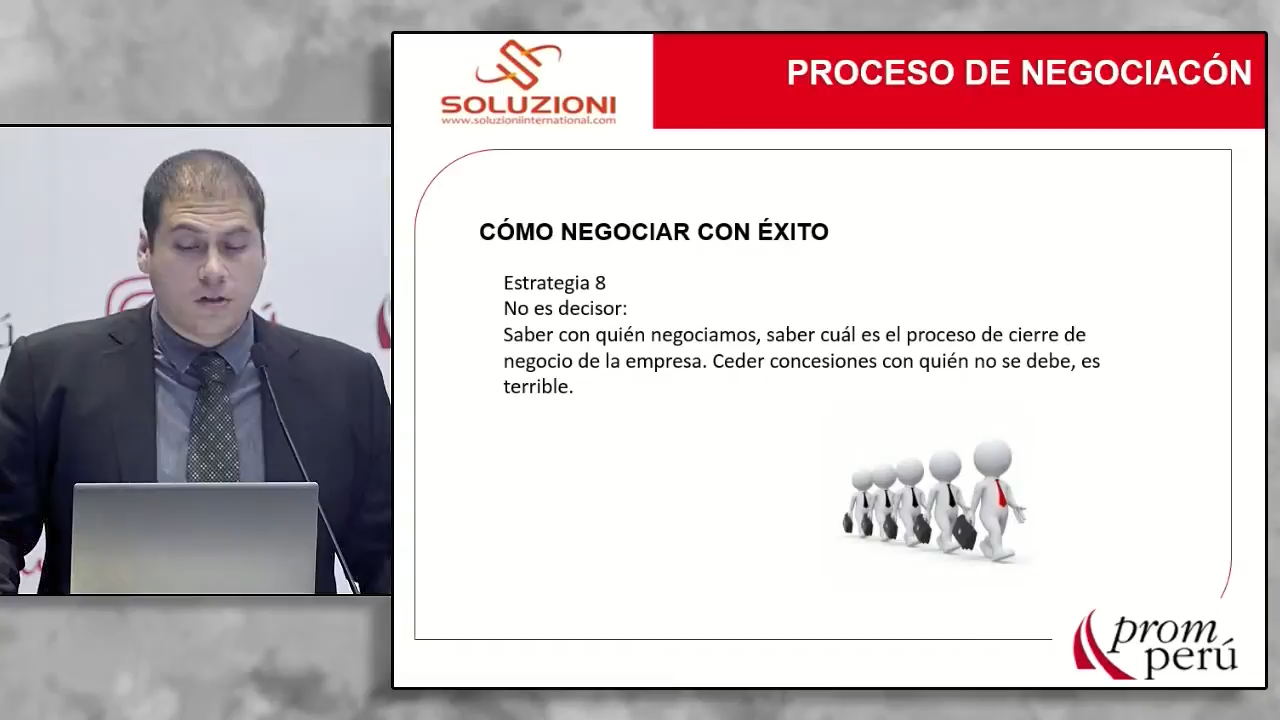 SOLUZIONI
www.soluzioniinternational.com
PROCESO DE NEGOCIACÓN
CÓMO NEGOCIAR CON ÉXITO
Estrategia 8
No es decisor:
Saber con quién negociamos, saber cuál es el proceso de cierre de
negocio de la empresa. Ceder concesiones con quién no se debe, es
terrible.
prom
perú